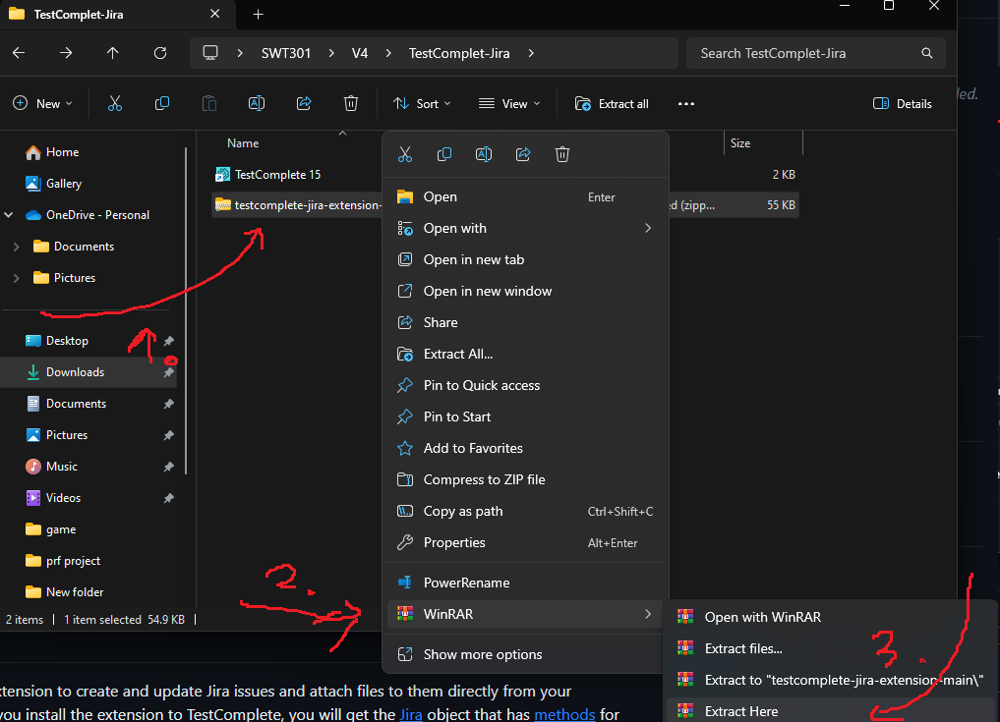 TestComplet-Jira
SWT301 > V4 > TestComplet-Jira >
Search TestComplet-Jira
New
Sort
View
Extract all
...
Details
Home
Gallery
OneDrive - Personal
Documents
Pictures
Desktop
Downloads
Documents
Pictures
Music
Videos
game
prf project
New folder
Name
Size
TestComplete 15
2 KB
testcomplete-jira-extension-
ed (zipp...
55 KB
Open Enter
Open with
Open in new tab
Open in new window
Share
Extract All...
Pin to Quick access
Pin to Start
Add to Favorites
Compress to ZIP file
Copy as path Ctrl+Shift+C
Properties Alt+Enter
PowerRename
WinRAR
Show more options
Open with WinRAR
Extract files...
Extract to "testcomplete-jira-extension-main\"
Extract Here
1.
2.
3.
2 items | 1 item selected 54.9 KB |
ed.
xtension to create and update Jira issues and attach files to them directly from your
you install the extension to TestComplete, you will get the Jira object that has methods for